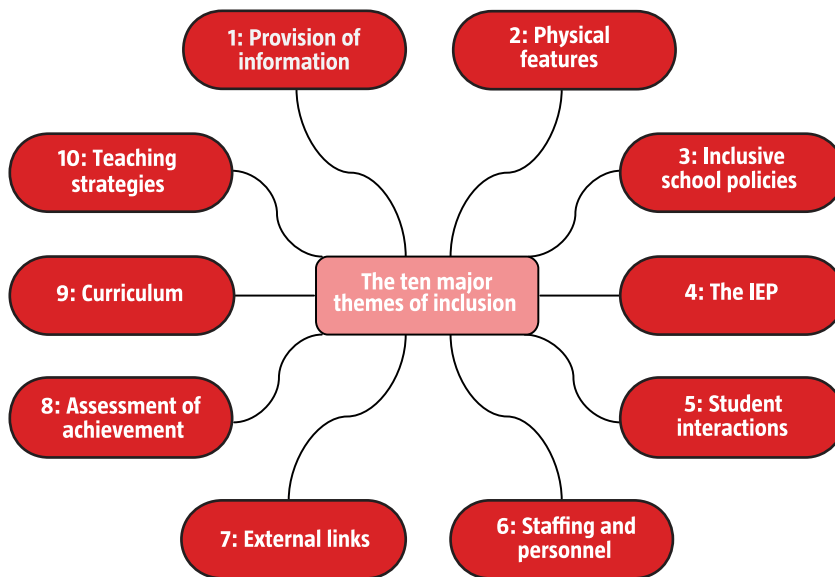 1: Provision of
information
2: Physical
features
10: Teaching
strategies
3: Inclusive
school policies
The ten major
themes of inclusion
9: Curriculum
4: The IEP
8: Assessment of
achievement
5: Student
interactions
7: External links
6: Staffing and
personnel